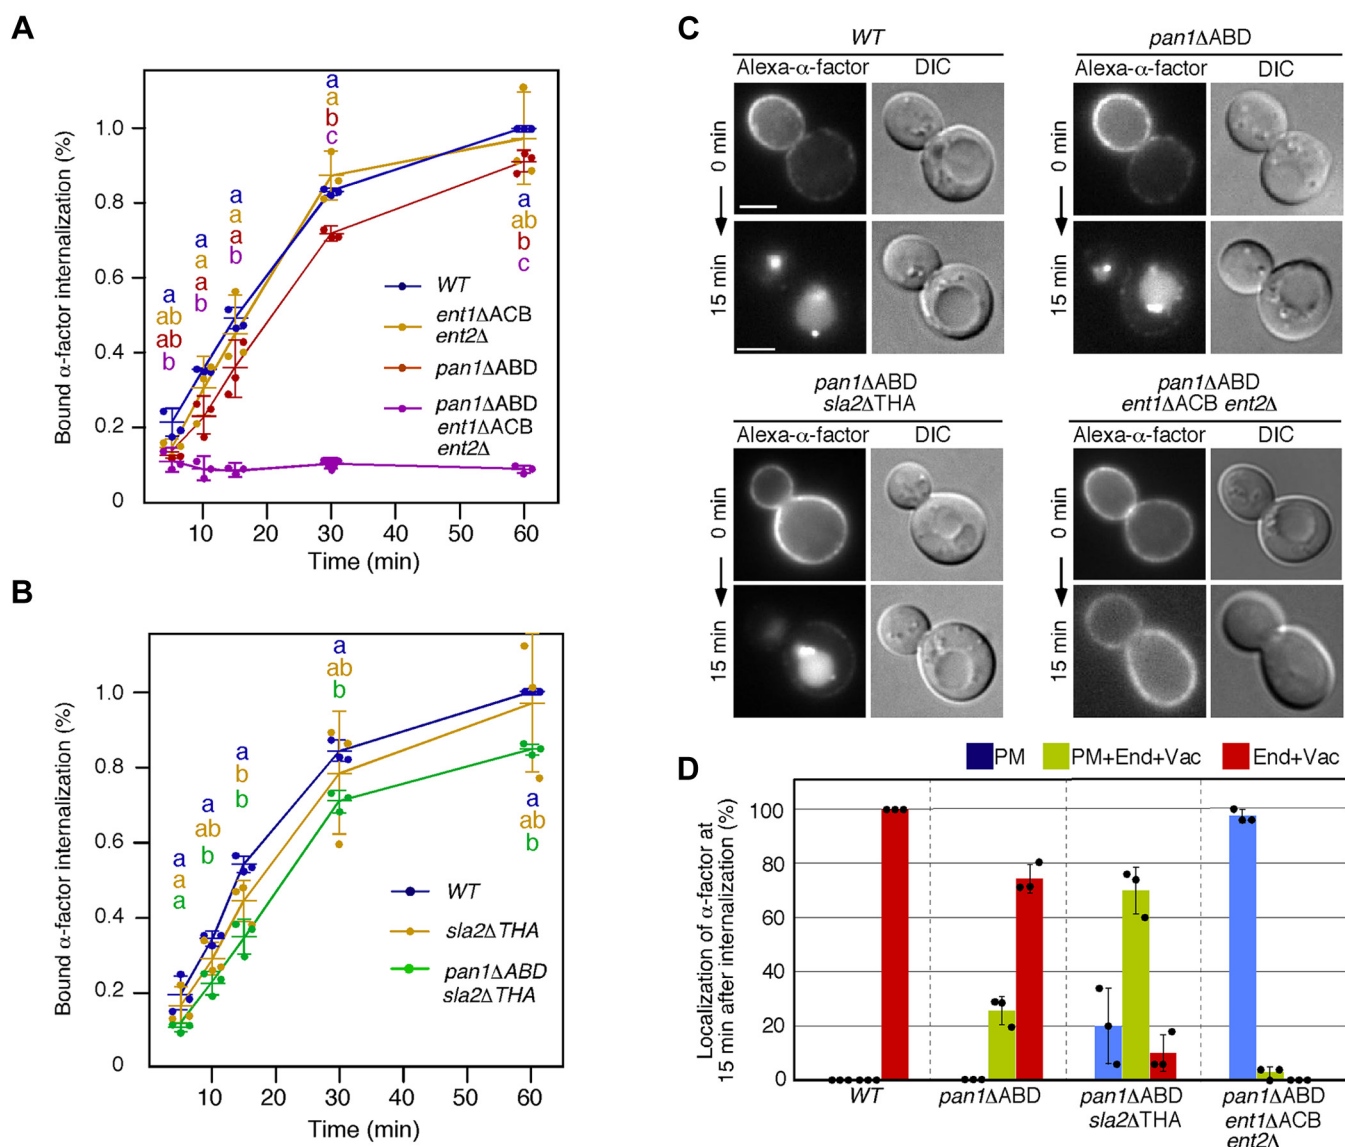 A
Bound α-factor internalization (%)
1.0
0.8
0.6
0.4
0.2
0
10
20
30
40
50
60
Time (min)
a
ab
ab
b
a
a
a
b
a
a
a
b
a
a
b
c
a
ab
b
c
WT
ent1ΔACB
ent2Δ
pan1ΔABD
pan1ΔABD
ent1ΔACB
ent2Δ
B
Bound α-factor internalization (%)
1.0
0.8
0.6
0.4
0.2
0
10
20
30
40
50
60
Time (min)
a
a
a
a
ab
b
a
b
b
a
ab
b
a
ab
b
WT
sla2ΔTHA
pan1ΔABD
sla2ΔTHA
C
WT
Alexa-α-factor DIC
0 min
15 min
pan1ΔABD
Alexa-α-factor DIC
0 min
15 min
pan1ΔABD
sla2ΔTHA
Alexa-α-factor DIC
0 min
15 min
pan1ΔABD
ent1ΔACB ent2Δ
Alexa-α-factor DIC
0 min
15 min
D
PM PM+End+Vac End+Vac
Localization of α-factor at
15 min after internalization (%)
100
80
60
40
20
0
WT
pan1ΔABD
pan1ΔABD
sla2ΔTHA
pan1ΔABD
ent1ΔACB
ent2Δ